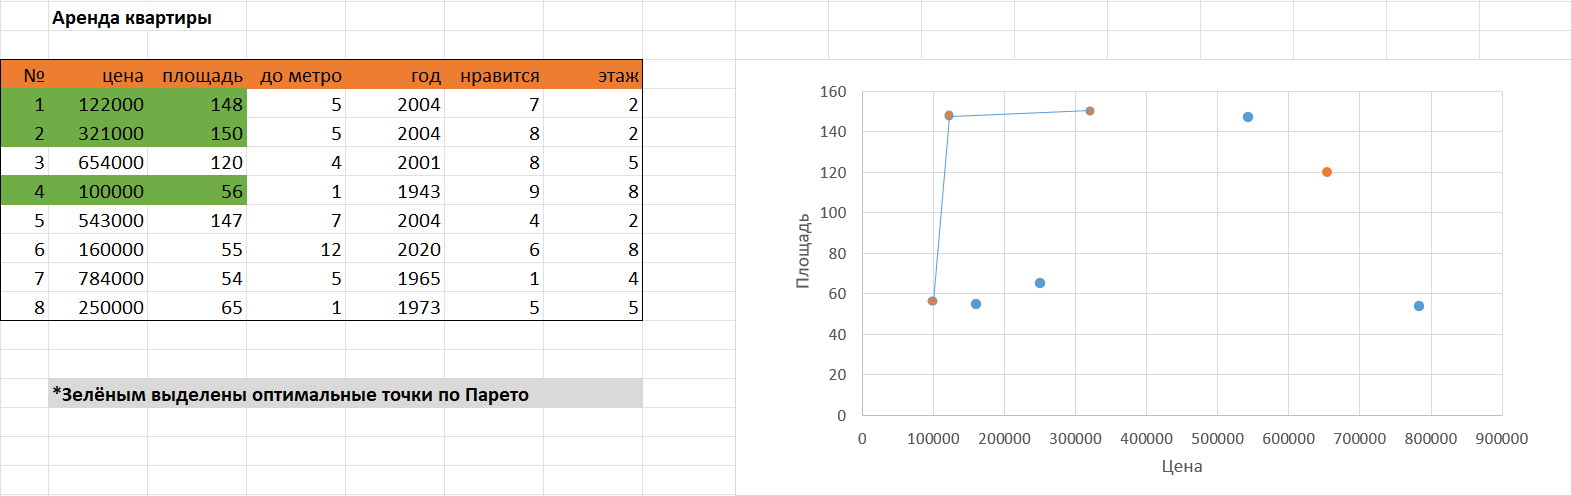 Аренда квартиры
№ цена площадь до метро год нравится этаж
1 122000 148 5 2004 7 2
2 321000 150 5 2004 8 2
3 654000 120 4 2001 8 5
4 100000 56 1 1943 9 8
5 543000 147 7 2004 4 2
6 160000 55 12 2020 6 8
7 784000 54 5 1965 1 4
8 250000 65 1 1973 5 5
*Зелёным выделены оптимальные точки по Парето
160
140
120
100
80
60
40
20
0
Площадь
0 100000 200000 300000 400000 500000 600000 700000 800000 900000
Цена